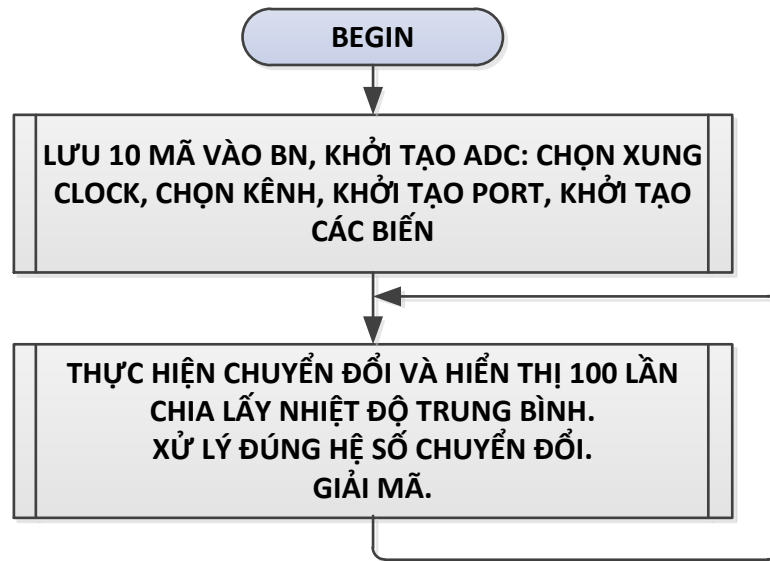 BEGIN
LƯU 10 MÃ VÀO BN, KHỞI TẠO ADC: CHỌN XUNG
CLOCK, CHỌN KÊNH, KHỞI TẠO PORT, KHỞI TẠO
CÁC BIẾN
THỰC HIỆN CHUYỂN ĐỔI VÀ HIỂN THỊ 100 LẦN
CHIA LẤY NHIỆT ĐỘ TRUNG BÌNH.
XỬ LÝ ĐÚNG HỆ SỐ CHUYỂN ĐỔI.
GIẢI MÃ.